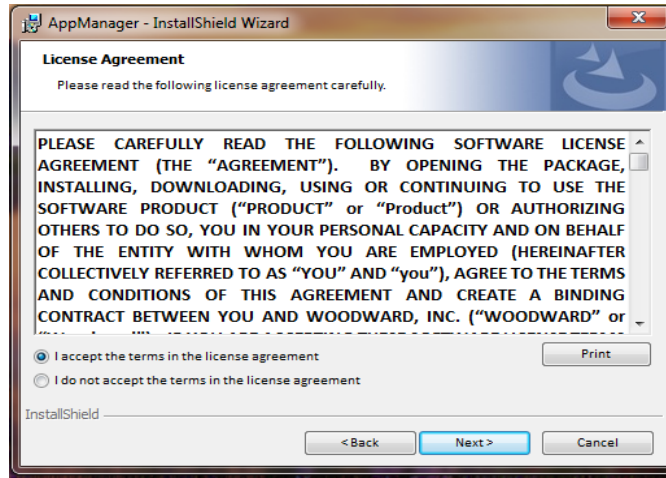 AppManager - InstallShield Wizard
License Agreement
Please read the following license agreement carefully.
PLEASE CAREFULLY READ THE FOLLOWING SOFTWARE LICENSE
AGREEMENT (THE “AGREEMENT”). BY OPENING THE PACKAGE,
INSTALLING, DOWNLOADING, USING OR CONTINUING TO USE THE
SOFTWARE PRODUCT (“PRODUCT” or “Product”) OR AUTHORIZING
OTHERS TO DO SO, YOU IN YOUR PERSONAL CAPACITY AND ON BEHALF
OF THE ENTITY WITH WHOM YOU ARE EMPLOYED (HEREINAFTER
COLLECTIVELY REFERRED TO AS “YOU” AND “you”), AGREE TO THE TERMS
AND CONDITIONS OF THIS AGREEMENT AND CREATE A BINDING
CONTRACT BETWEEN YOU AND WOODWARD, INC. (“WOODWARD” or
I accept the terms in the license agreement
Print
I do not accept the terms in the license agreement
InstallShield
< Back
Next >
Cancel